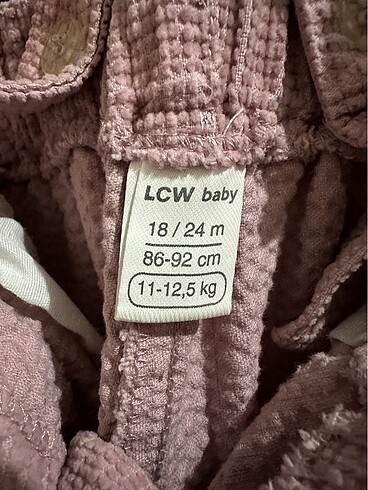 LCW baby
18 / 24 m
86-92 cm
11-12,5 kg